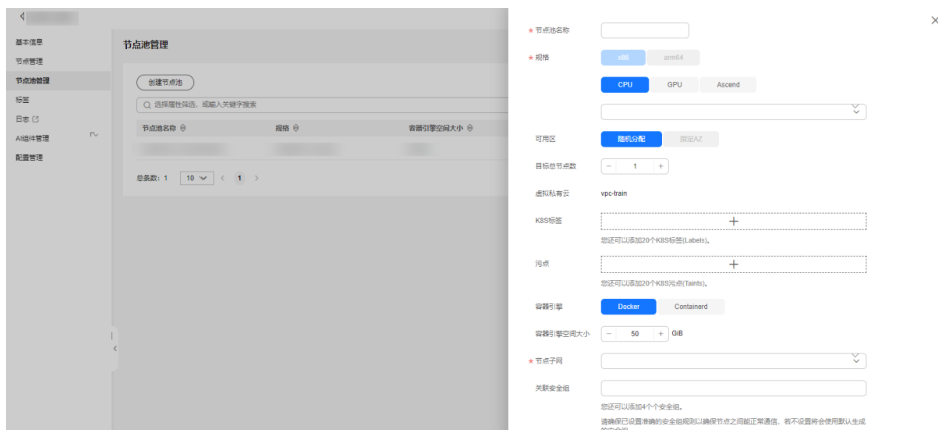 基本信息
节点管理
节点池管理
标签
日志
AI组件管理
配置管理
节点池管理
创建节点池
选择属性筛选，或输入关键字搜索
节点池名称 规格 容器引擎空间大小
总条数：1 10 1
* 节点池名称
* 规格 x86 arm64
CPU GPU Ascend
可用区 随机分配 指定AZ
目标总节点数 - 1 +
虚拟私有云 vpc-train
K8S标签 +
您还可以添加20个K8S标签(Labels)。
污点 +
您还可以添加20个K8S污点(Taints)。
容器引擎 Docker Containerd
容器引擎空间大小 - 50 + GiB
* 节点子网
关联安全组
您还可以添加4个个安全组。
请确保已设置准确的安全组规则以确保节点之间能正常通信，若不设置将会使用默认生成
的安全组